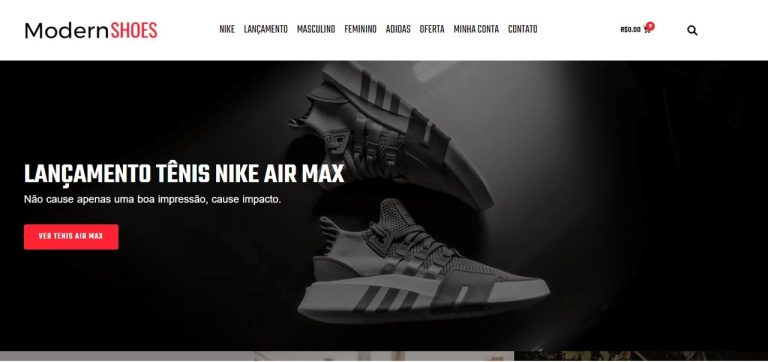 ModernSHOES
NIKE LANÇAMENTO MASCULINO FEMININO ADIDAS OFERTA MINHA CONTA CONTATO
R$0.00 0
LANÇAMENTO TÊNIS NIKE AIR MAX
Não cause apenas uma boa impressão, cause impacto.
VER TENIS AIR MAX